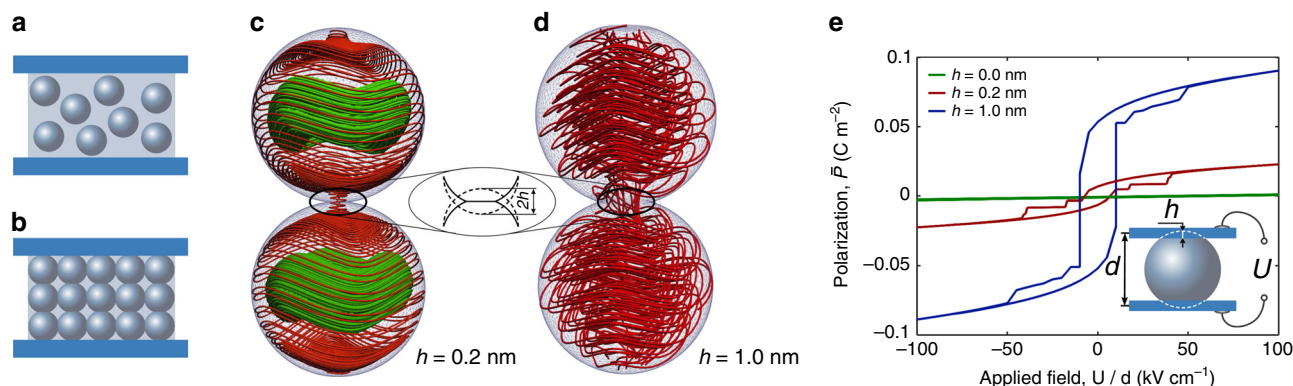 a
b
c
2h
h = 0.2 nm
d
h = 1.0 nm
e
Polarization, P̄ (C m⁻²)
0.1
0.05
0
−0.05
−0.1
h = 0.0 nm
h = 0.2 nm
h = 1.0 nm
h
d
U
−100
−50
0
50
100
Applied field, U / d (kV cm⁻¹)